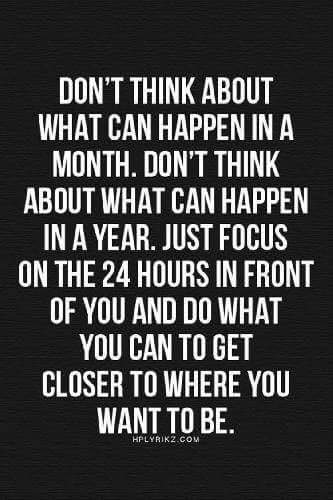 DON'T THINK ABOUT
WHAT CAN HAPPEN IN A
MONTH. DON'T THINK
ABOUT WHAT CAN HAPPEN
IN A YEAR. JUST FOCUS
ON THE 24 HOURS IN FRONT
OF YOU AND DO WHAT
YOU CAN TO GET
CLOSER TO WHERE YOU
WANT TO BE.
HPLYRIKZ.COM